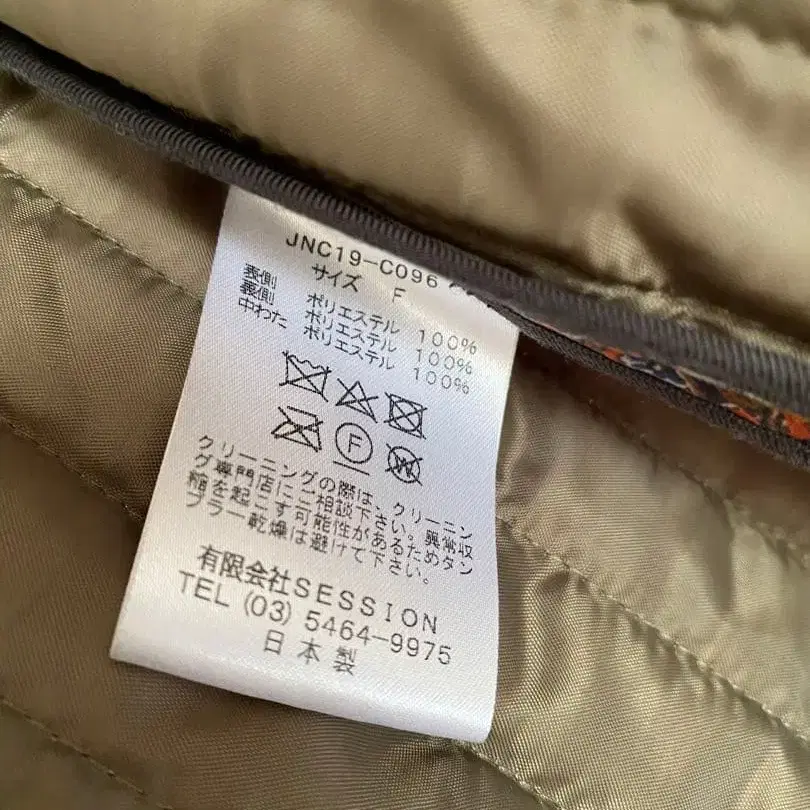 JNC19-C096
サイズ F
表側 ポリエステル 100%
裏側 ポリエステル 100%
中わた ポリエステル 100%
F
W
クリーニングの際は、クリーニン
グ専門店にご相談下さい。異常収
縮を起こす可能性があるためタン
ブラー乾燥は避けて下さい。
有限会社SESSION
TEL (03) 5464-9975
日本製